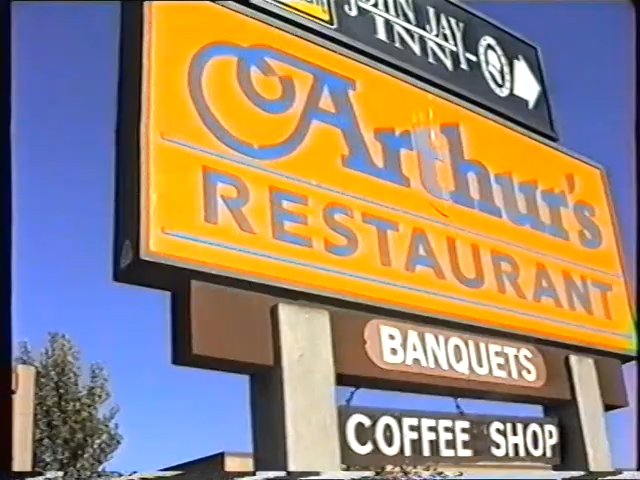 JOHN JAY
INN
Arthur's
RESTAURANT
BANQUETS
COFFEE SHOP